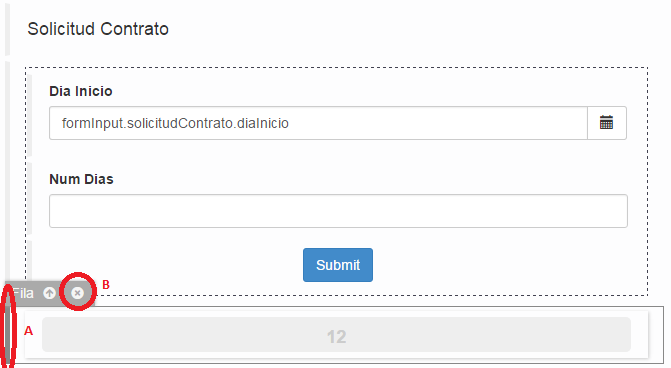 Solicitud Contrato
Dia Inicio
formInput.solicitudContrato.diaInicio
Num Dias
Submit
Fila
B
A
12